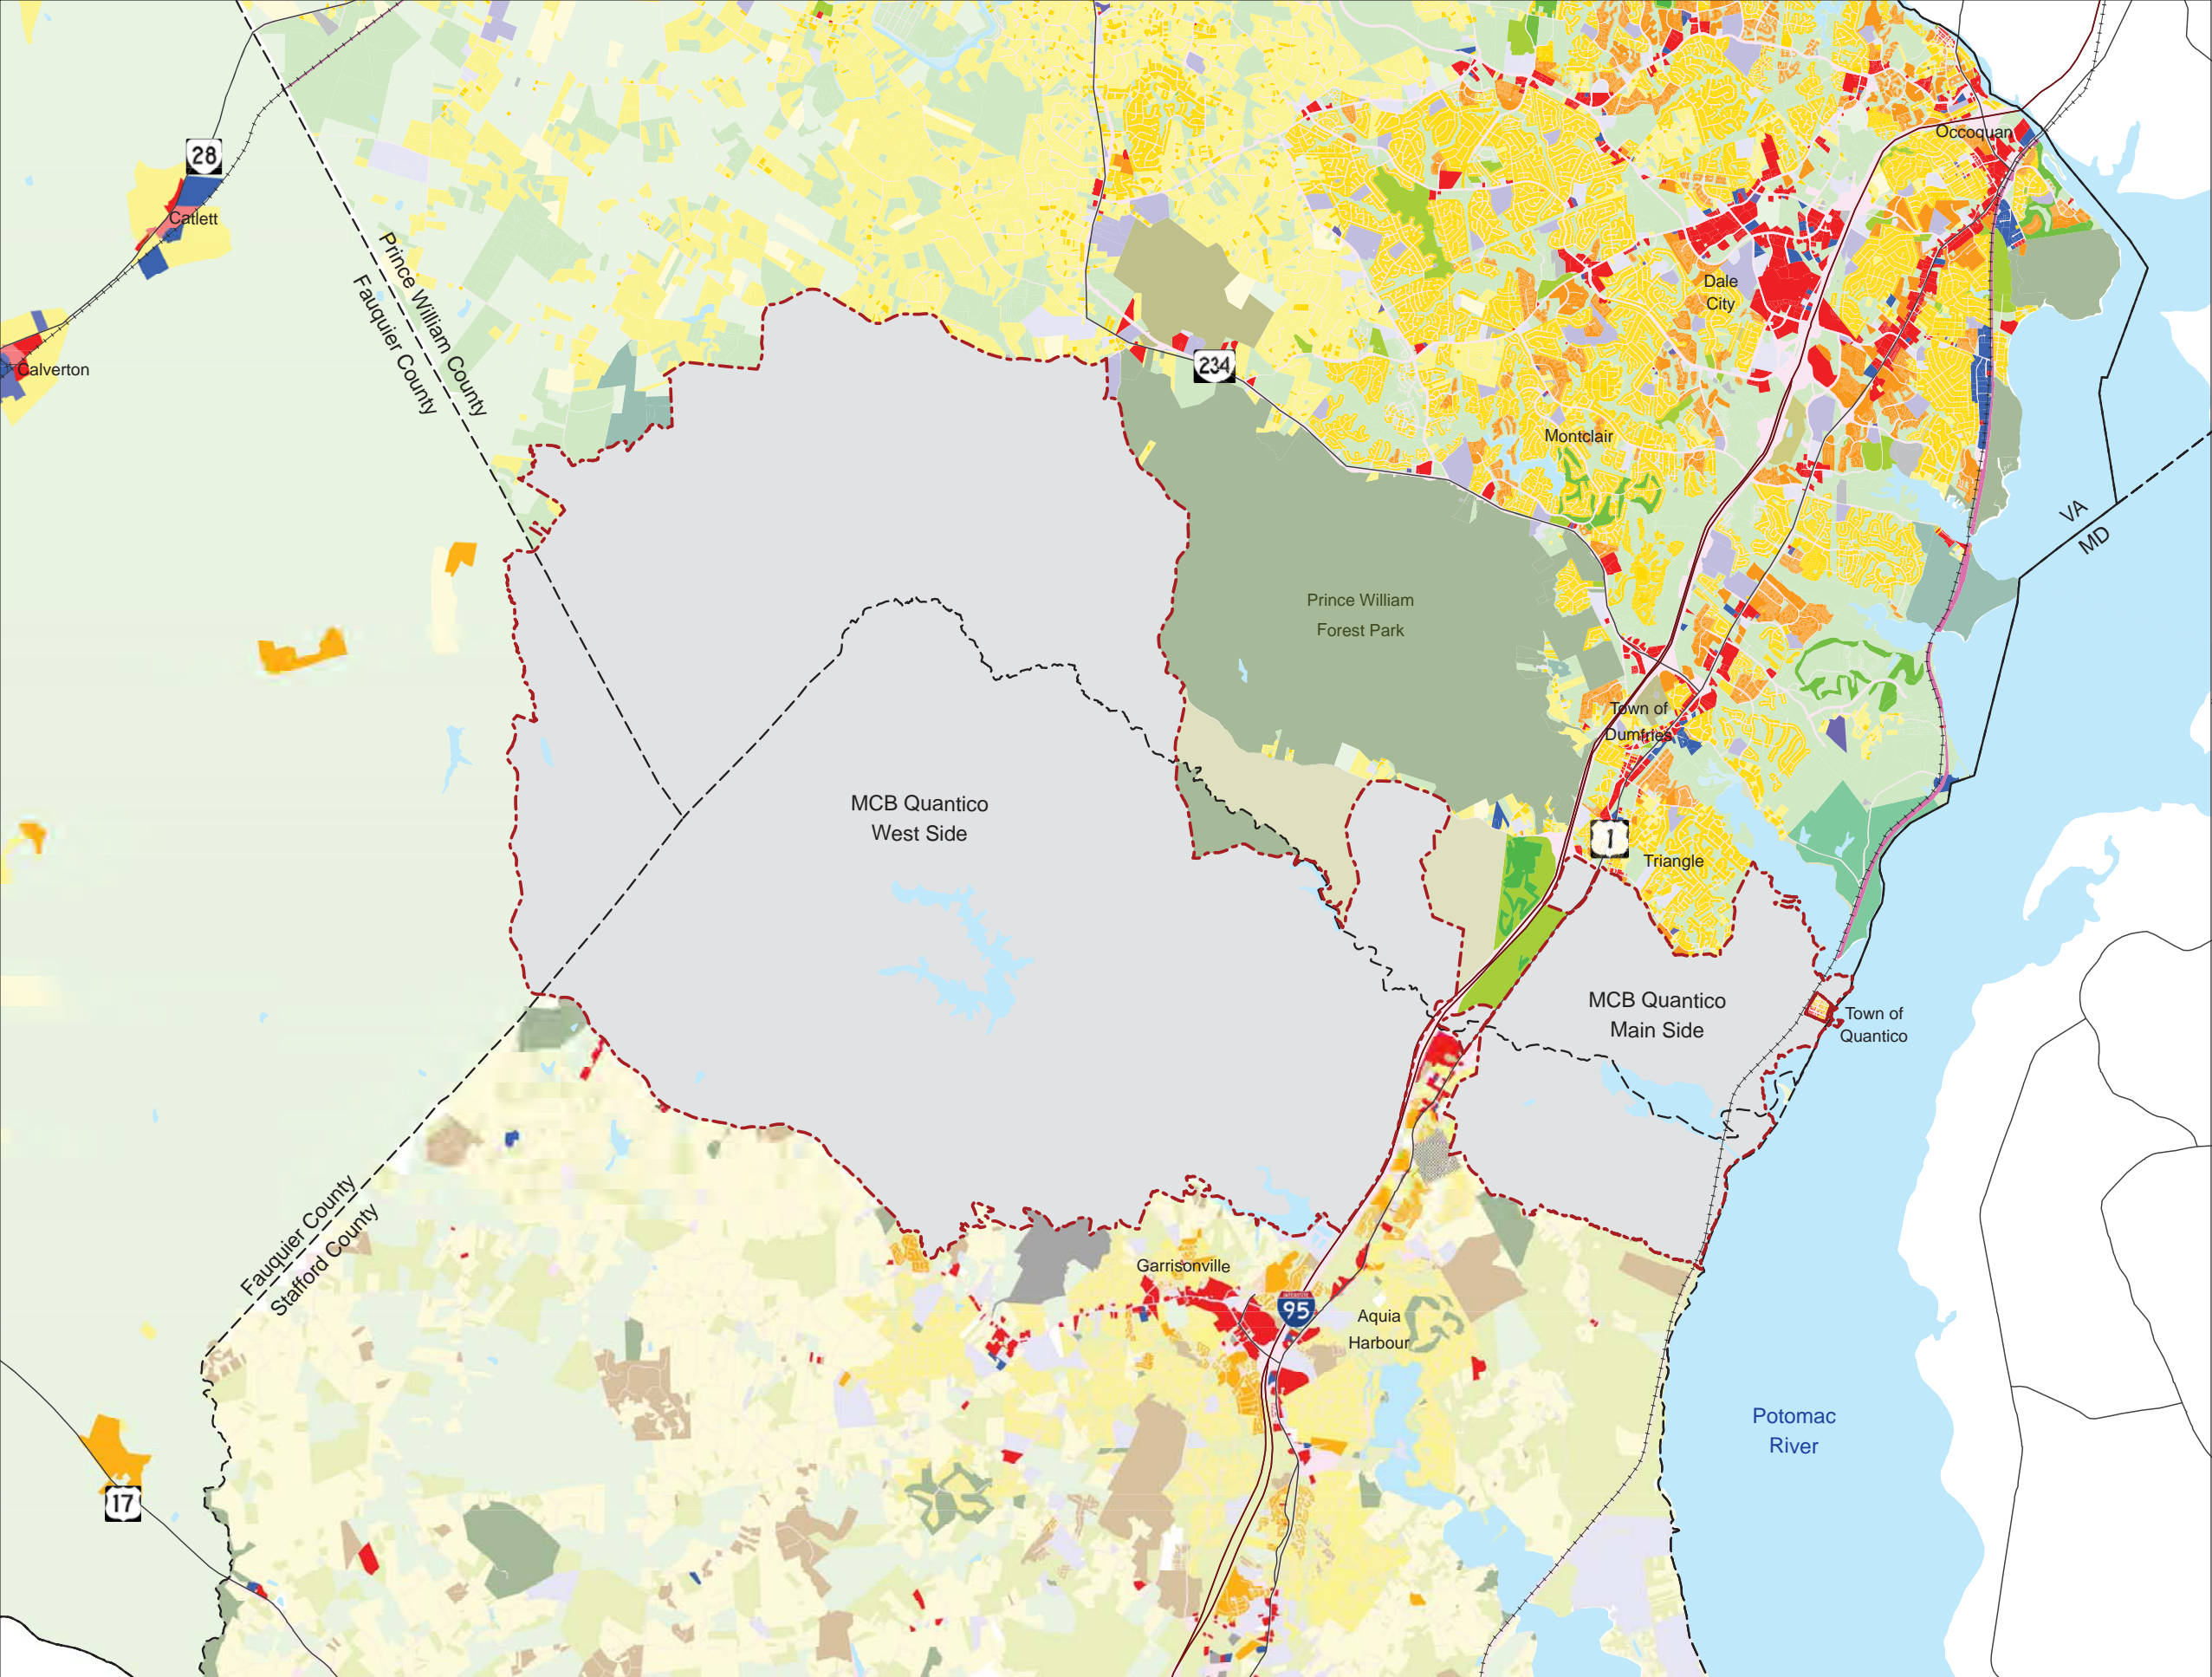 Occoquan
28
Catlett
Prince William County
Fauquier County
Dale
City
Calverton
234
Montclair
VA
MD
Prince William
Forest Park
Town of
Dumfries
MCB Quantico
West Side
1
Triangle
MCB Quantico
Main Side
Town of
Quantico
Fauquier County
Stafford County
Garrisonville
INTERSTATE
95
Aquia
Harbour
Potomac
River
17